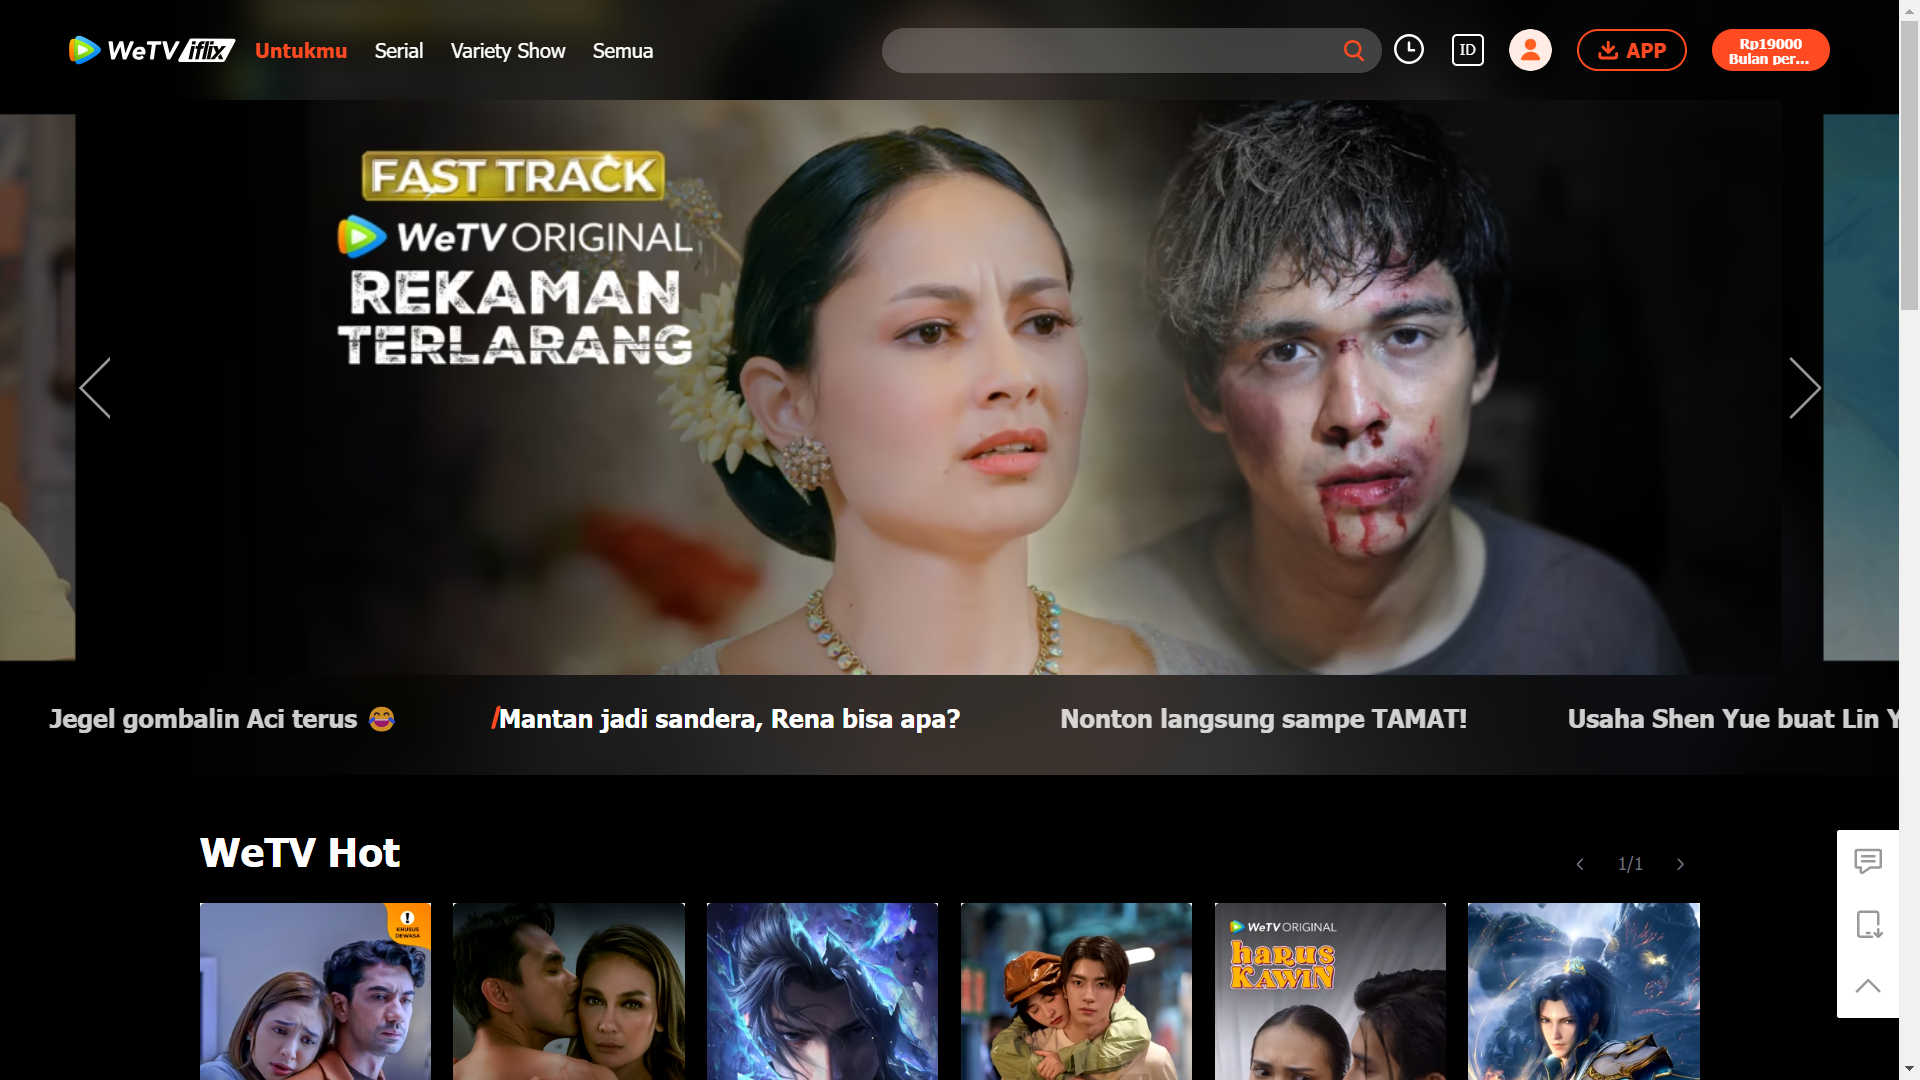 WeTV iflix
Untukmu
Serial
Variety Show
Semua
ID
APP
Rp19000
Bulan per...
FAST TRACK
WeTV ORIGINAL
REKAMAN
TERLARANG
Jegel gombalin Aci terus 😂
Mantan jadi sandera, Rena bisa apa?
Nonton langsung sampe TAMAT!
Usaha Shen Yue buat Lin Y
WeTV Hot
1/1
!
KHUSUS
DEWASA
WeTV ORIGINAL
HARUS
KAWIN